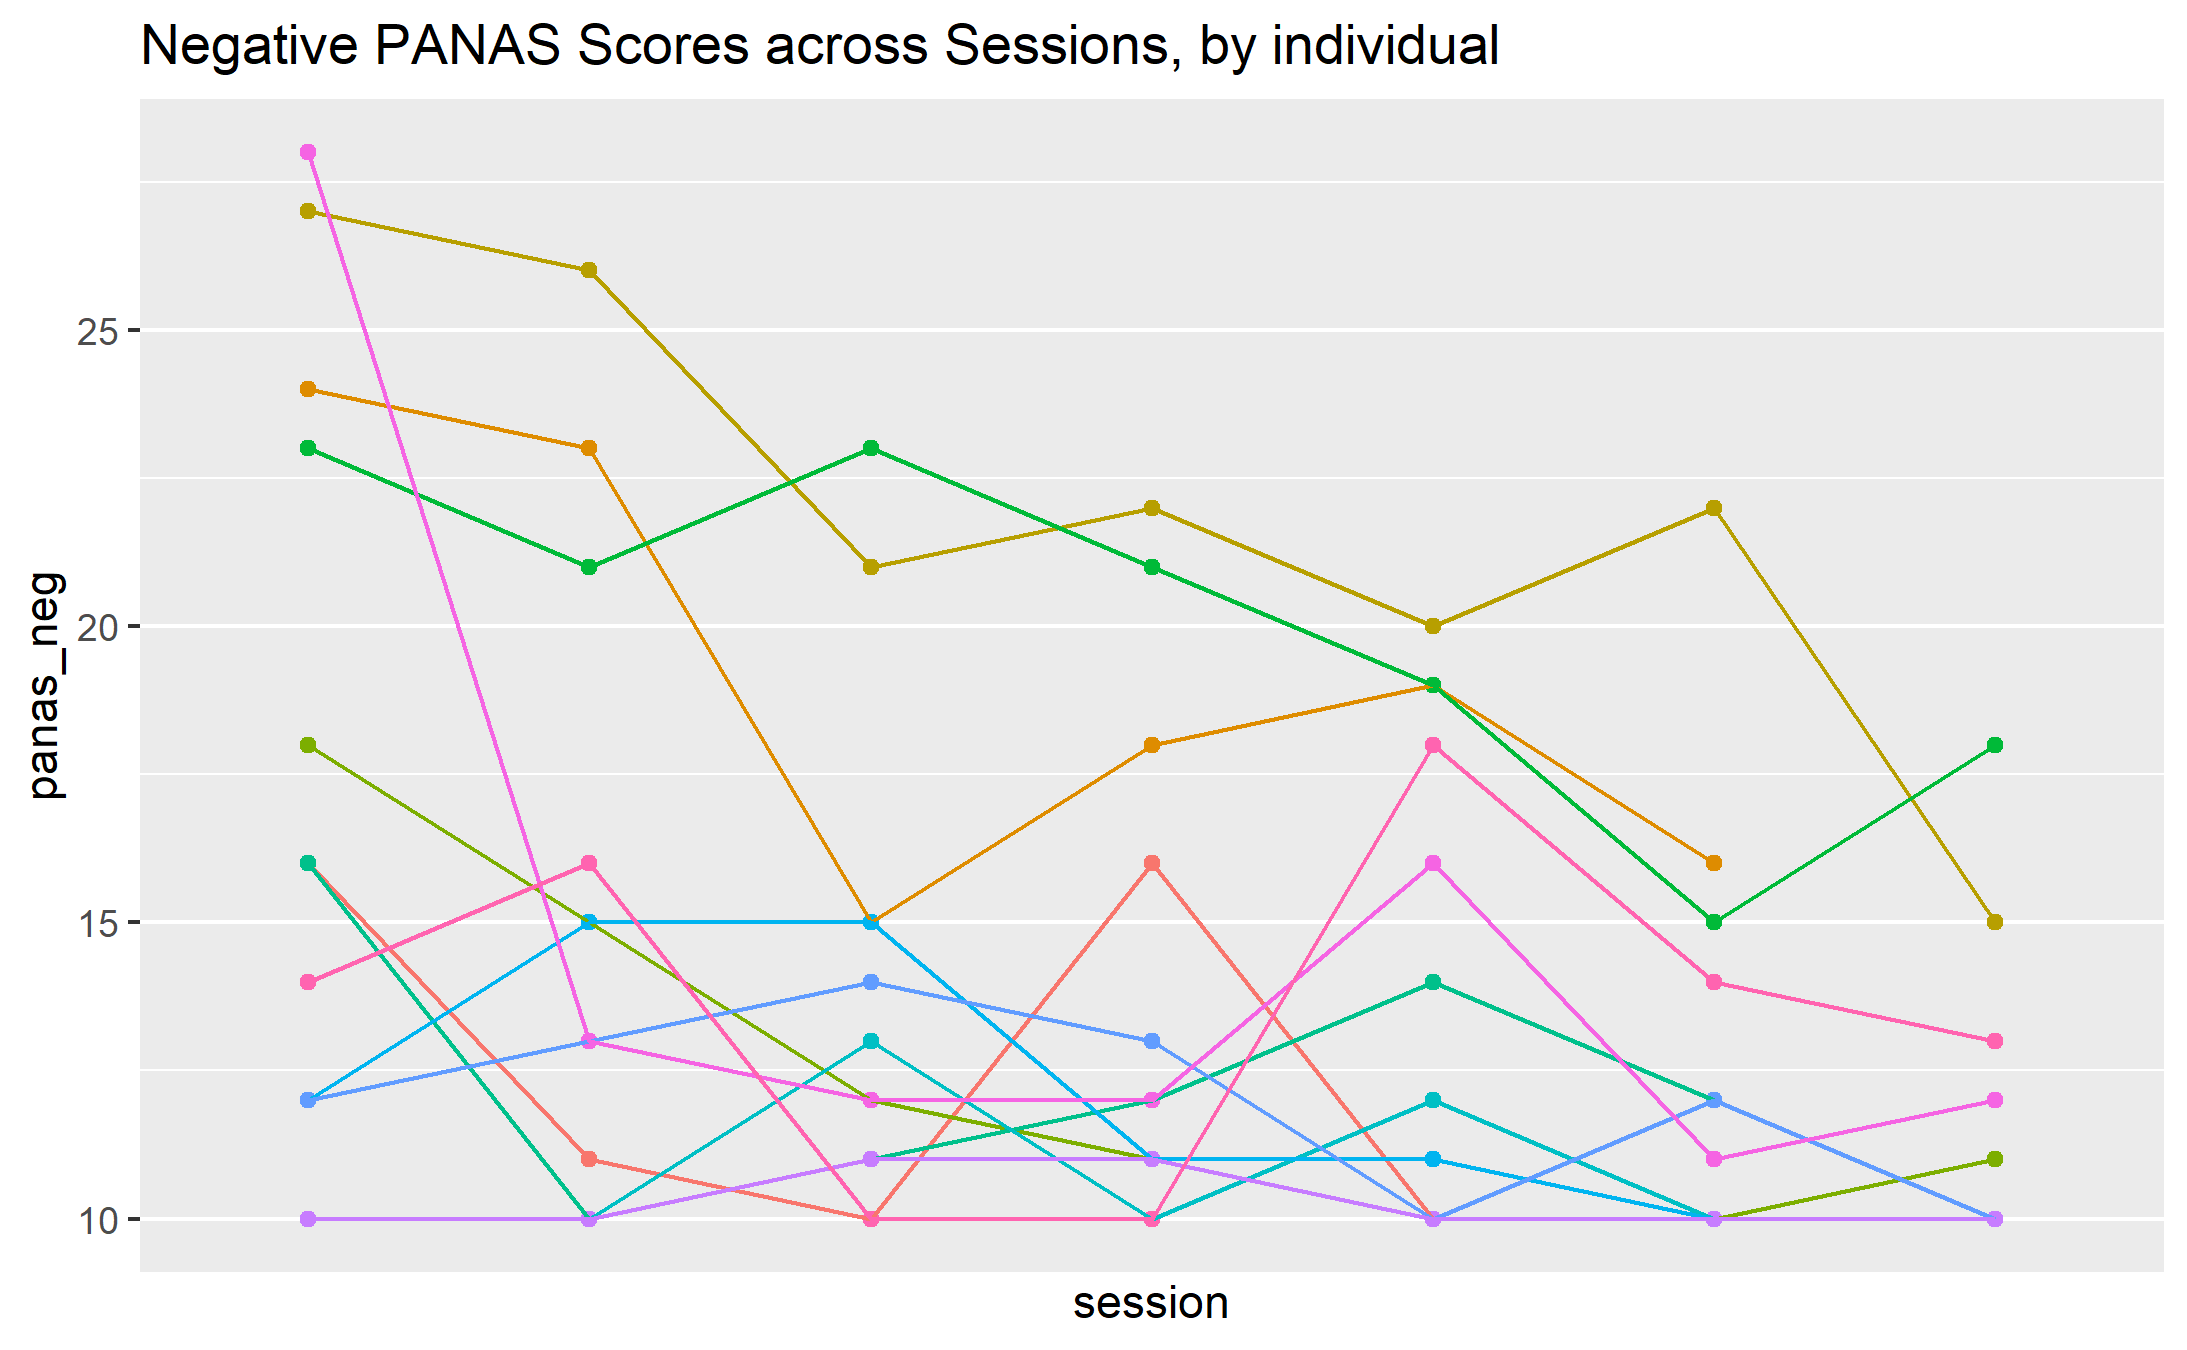 Negative PANAS Scores across Sessions, by individual
panas_neg
25
20
15
10
session